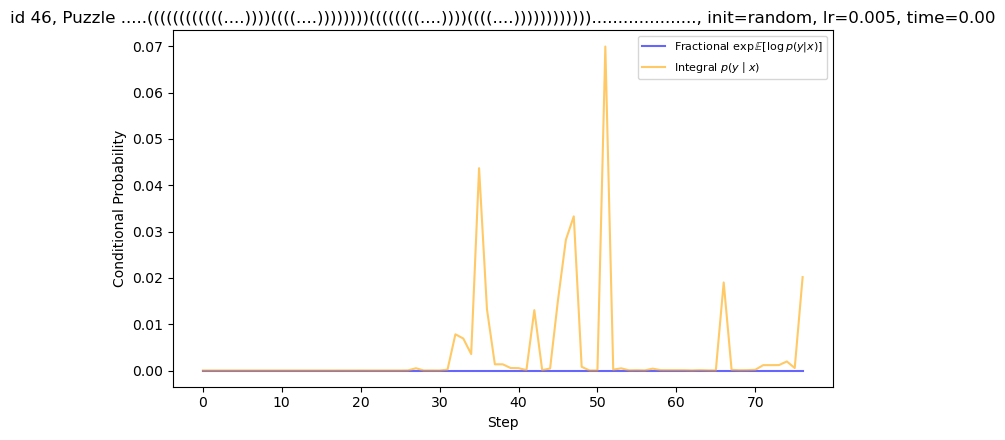 id 46, Puzzle .....((((((((((((....))))((((....))))))))((((((((....))))((((....))))))))))))...................., init=random, lr=0.005, time=0.00
0.07
0.06
0.05
0.04
0.03
0.02
0.01
0.00
Conditional Probability
Fractional exp𝔼[log p(y|x)]
Integral p(y | x)
0 10 20 30 40 50 60 70
Step